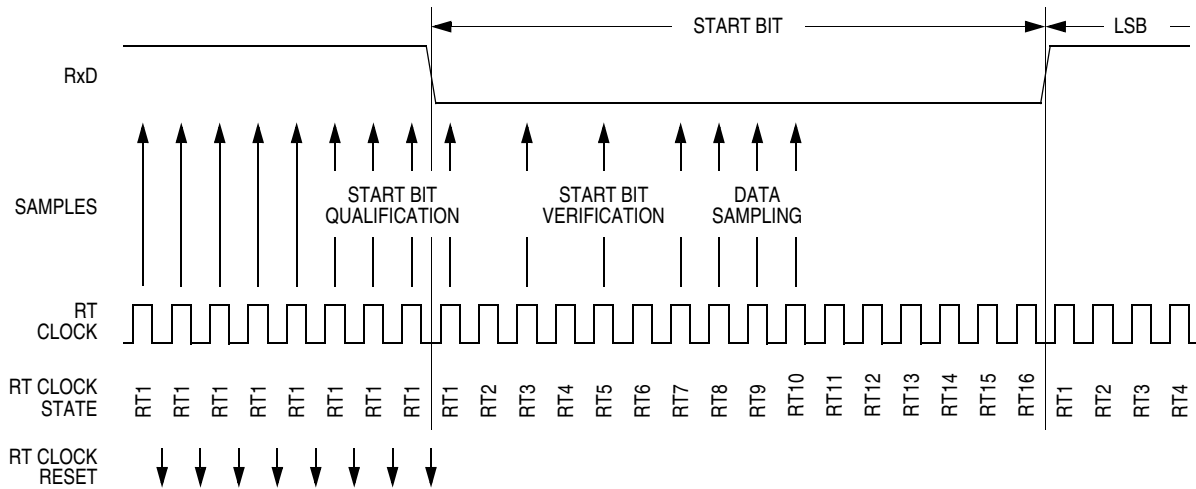 START BIT
LSB
RxD
SAMPLES
START BIT
QUALIFICATION
START BIT
VERIFICATION
DATA
SAMPLING
RT
CLOCK
RT CLOCK
STATE
RT1 RT1 RT1 RT1 RT1 RT1 RT1 RT1 RT1 RT2 RT3 RT4 RT5 RT6 RT7 RT8 RT9 RT10 RT11 RT12 RT13 RT14 RT15 RT16 RT1 RT2 RT3 RT4
RT CLOCK
RESET